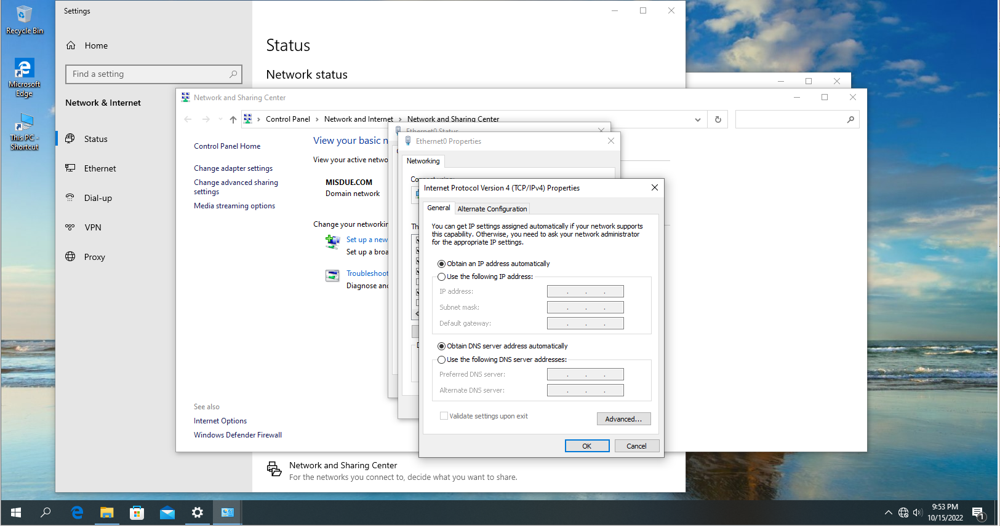 Recycle Bin
Microsoft
Edge
This PC -
Shortcut
Settings
Home
Find a setting
Network & Internet
Status
Ethernet
Dial-up
VPN
Proxy
Status
Network status
Network and Sharing Center
Control Panel
Network and Internet
Network and Sharing Center
Control Panel Home
Change adapter settings
Change advanced sharing
settings
Media streaming options
See also
Internet Options
Windows Defender Firewall
View your basic n
View your active netwo
MISDUE.COM
Domain network
Change your networkin
Set up a new
Set up a broa
Troubleshoot
Diagnose and
Ethernet0 Status
Ethernet0 Properties
Networking
Connect using:
Th
Internet Protocol Version 4 (TCP/IPv4) Properties
General
Alternate Configuration
You can get IP settings assigned automatically if your network supports
this capability. Otherwise, you need to ask your network administrator
for the appropriate IP settings.
Obtain an IP address automatically
Use the following IP address:
IP address:
Subnet mask:
Default gateway:
Obtain DNS server address automatically
Use the following DNS server addresses:
Preferred DNS server:
Alternate DNS server:
Validate settings upon exit
Advanced...
OK
Cancel
Network and Sharing Center
For the networks you connect to, decide what you want to share.
9:53 PM
10/15/2022
1